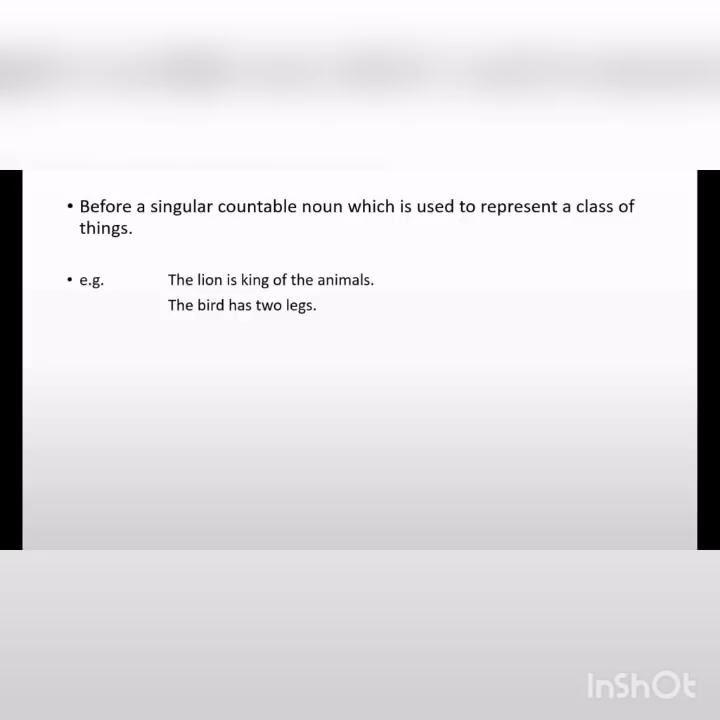 • Before a singular countable noun which is used to represent a class of
things.
• e.g. The lion is king of the animals.
The bird has two legs.
InShOt